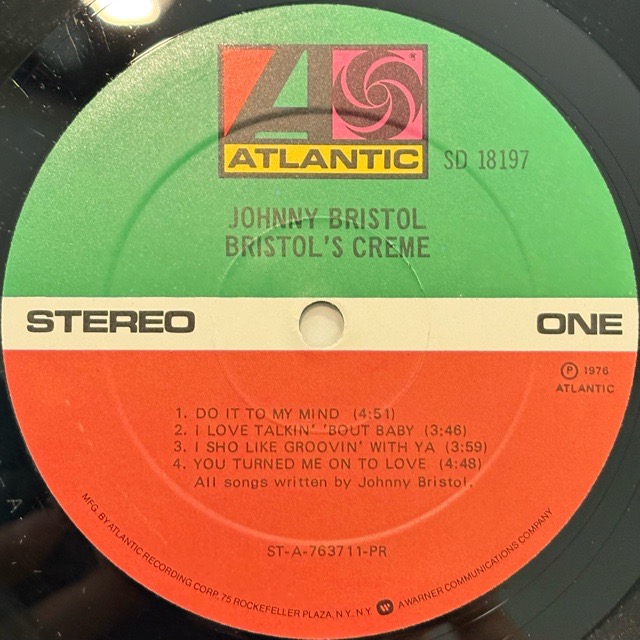 ATLANTIC
SD 18197
JOHNNY BRISTOL
BRISTOL'S CREME
STEREO
ONE
Ⓟ 1976
ATLANTIC
1. DO IT TO MY MIND (4:51)
2. I LOVE TALKIN' 'BOUT BABY (3:46)
3. I SHO LIKE GROOVIN' WITH YA (3:59)
4. YOU TURNED ME ON TO LOVE (4:48)
All songs written by Johnny Bristol.
ST-A-763711-PR
MFG. BY ATLANTIC RECORDING CORP. 75 ROCKEFELLER PLAZA, N.Y., N.Y. A WARNER COMMUNICATIONS COMPANY